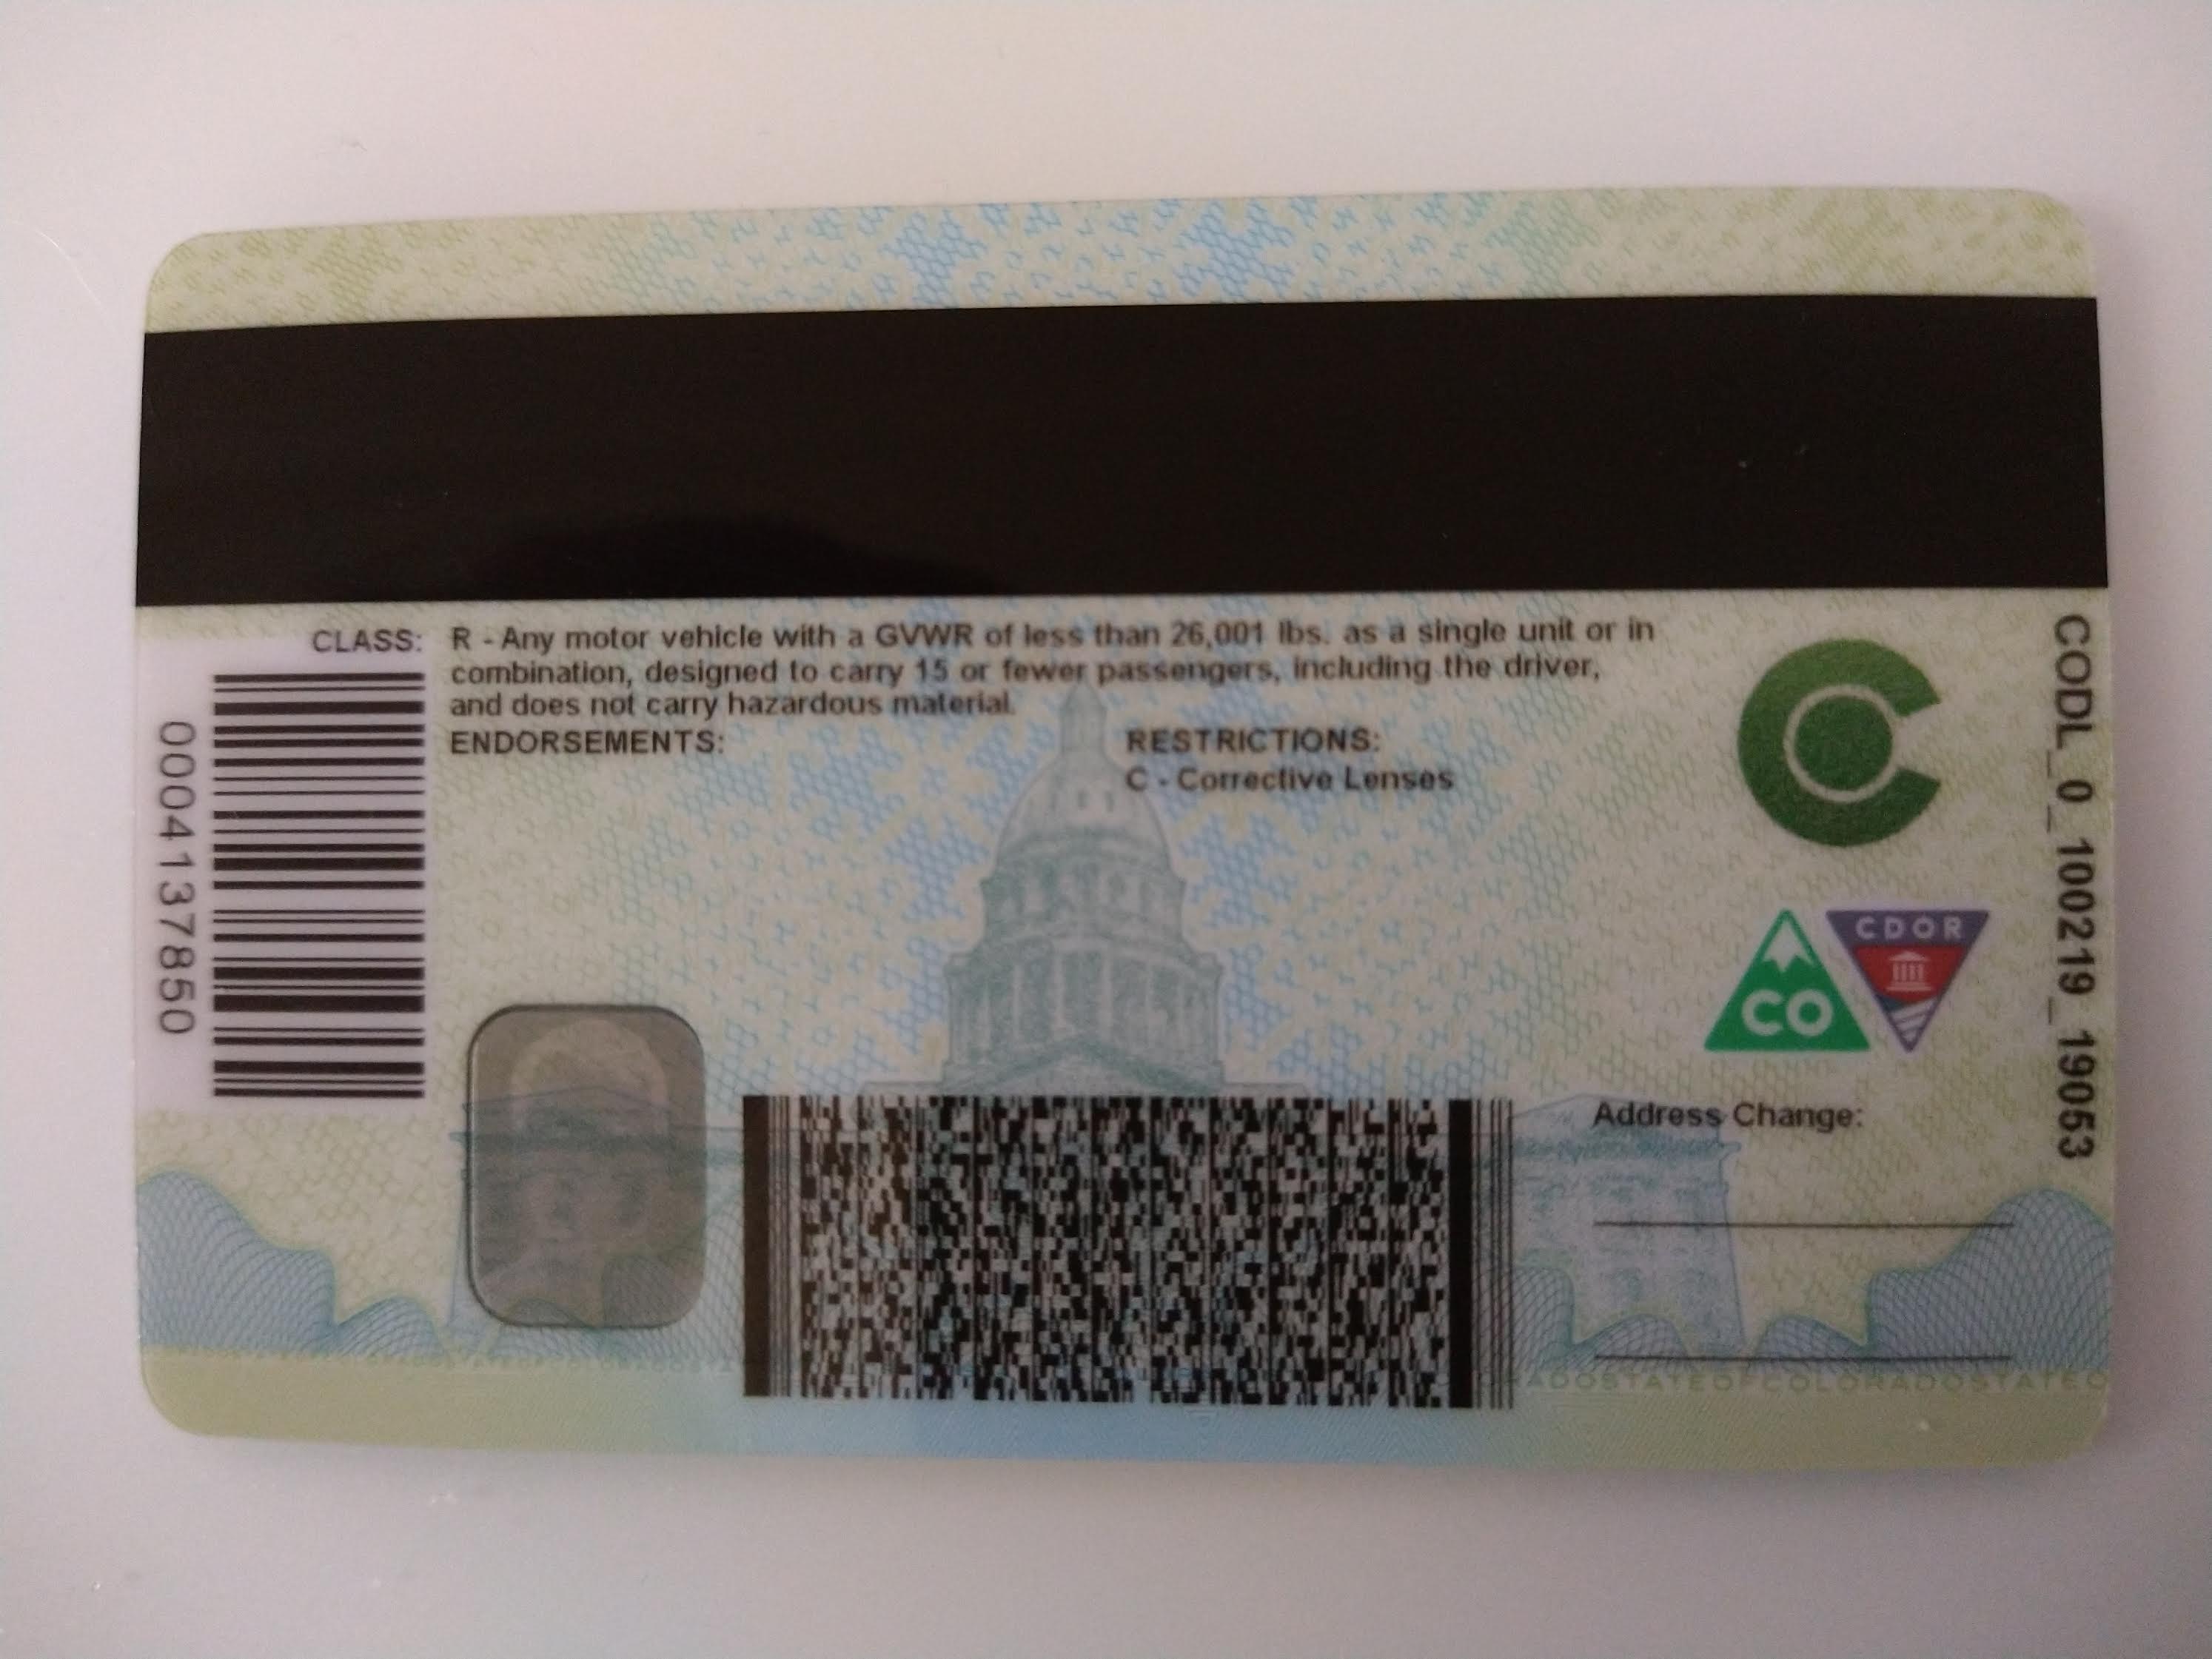 CLASS: R - Any motor vehicle with a GVWR of less than 26,001 lbs. as a single unit or in
combination, designed to carry 15 or fewer passengers, including the driver,
and does not carry hazardous material.
ENDORSEMENTS:
RESTRICTIONS:
C - Corrective Lenses
0004137850
CODL_0_100219_19053
CO
CDOR
Address Change:
ADOSTATEOFCOLORADOSTATEO